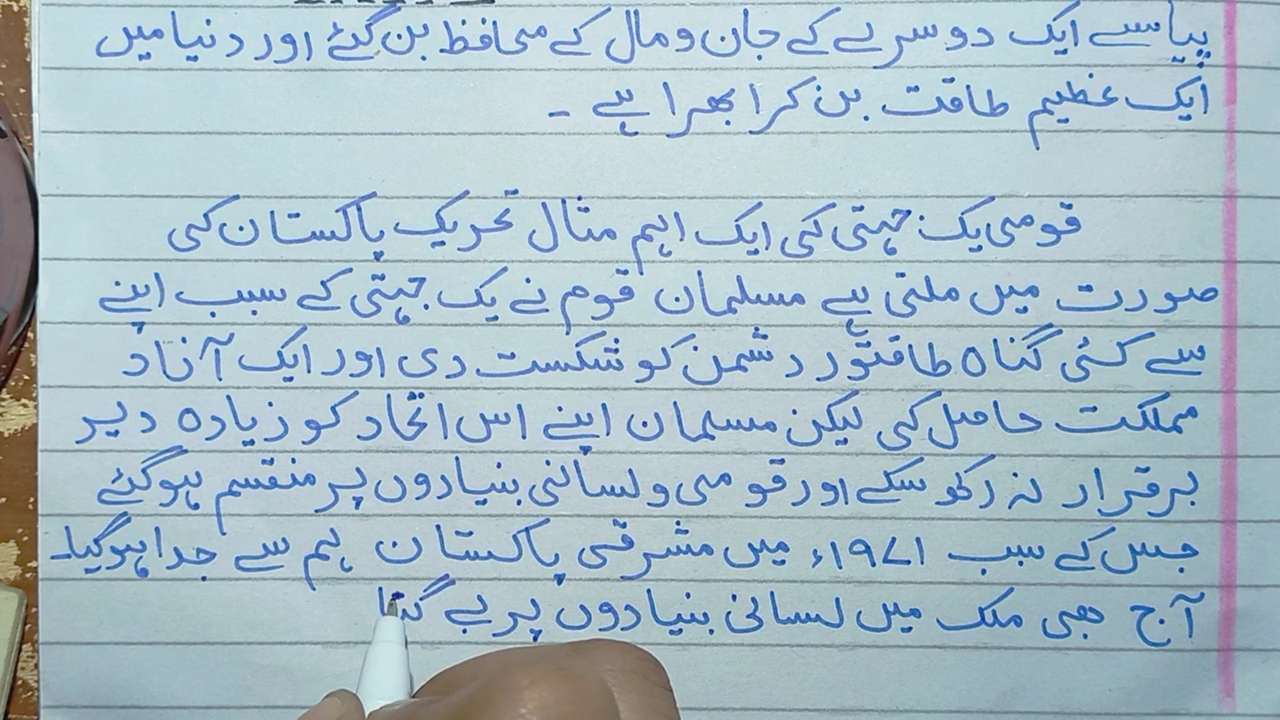 پیاسے ایک دوسرے کے جان و مال کے محافظ بن گئے اور دنیا میں
ایک عظیم طاقت بن کر ابھرا ہے ۔
قومی یک جہتی کی ایک اہم مثال تحریک پاکستان کی
صورت میں ملتی ہے مسلمان قوم نے یک جہتی کے سبب اپنے
سے کئی گناہ طاقتور دشمن کو شکست دی اور ایک آزاد
مملکت حاصل کی لیکن مسلمان اپنے اس اتحاد کو زیادہ دیر
برقرار نہ رکھ سکے اور قومی و لسانی بنیادوں پر منقسم ہوگئے
جس کے سبب ۱۹۷۱ء میں مشرقی پاکستان ہم سے جدا ہوگیا۔
آج بھی ملک میں لسانی بنیادوں پر بے گنا